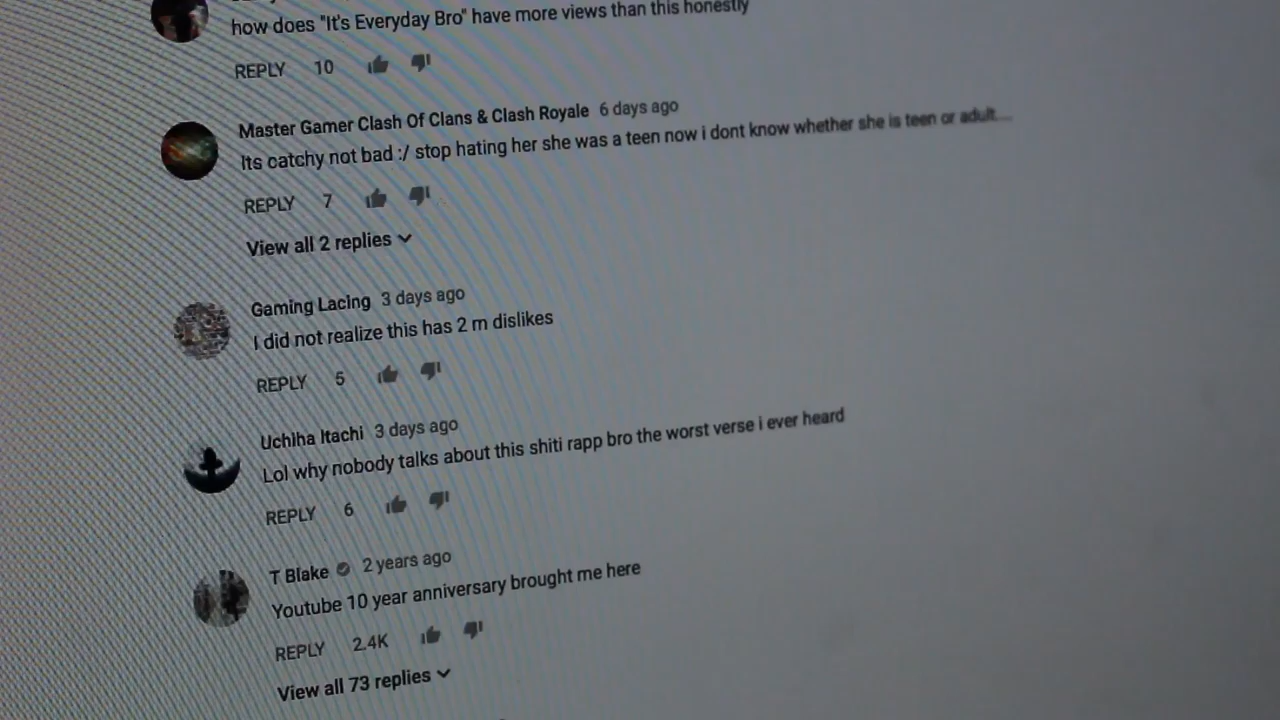 how does "It's Everyday Bro" have more views than this honestly
REPLY 10
Master Gamer Clash Of Clans & Clash Royale 6 days ago
Its catchy not bad :/ stop hating her she was a teen now i dont know whether she is teen or adult....
REPLY 7
View all 2 replies
Gaming Lacing 3 days ago
I did not realize this has 2 m dislikes
REPLY 5
Uchiha Itachi 3 days ago
Lol why nobody talks about this shiti rapp bro the worst verse i ever heard
REPLY 6
T Blake 2 years ago
Youtube 10 year anniversary brought me here
REPLY 2.4K
View all 73 replies